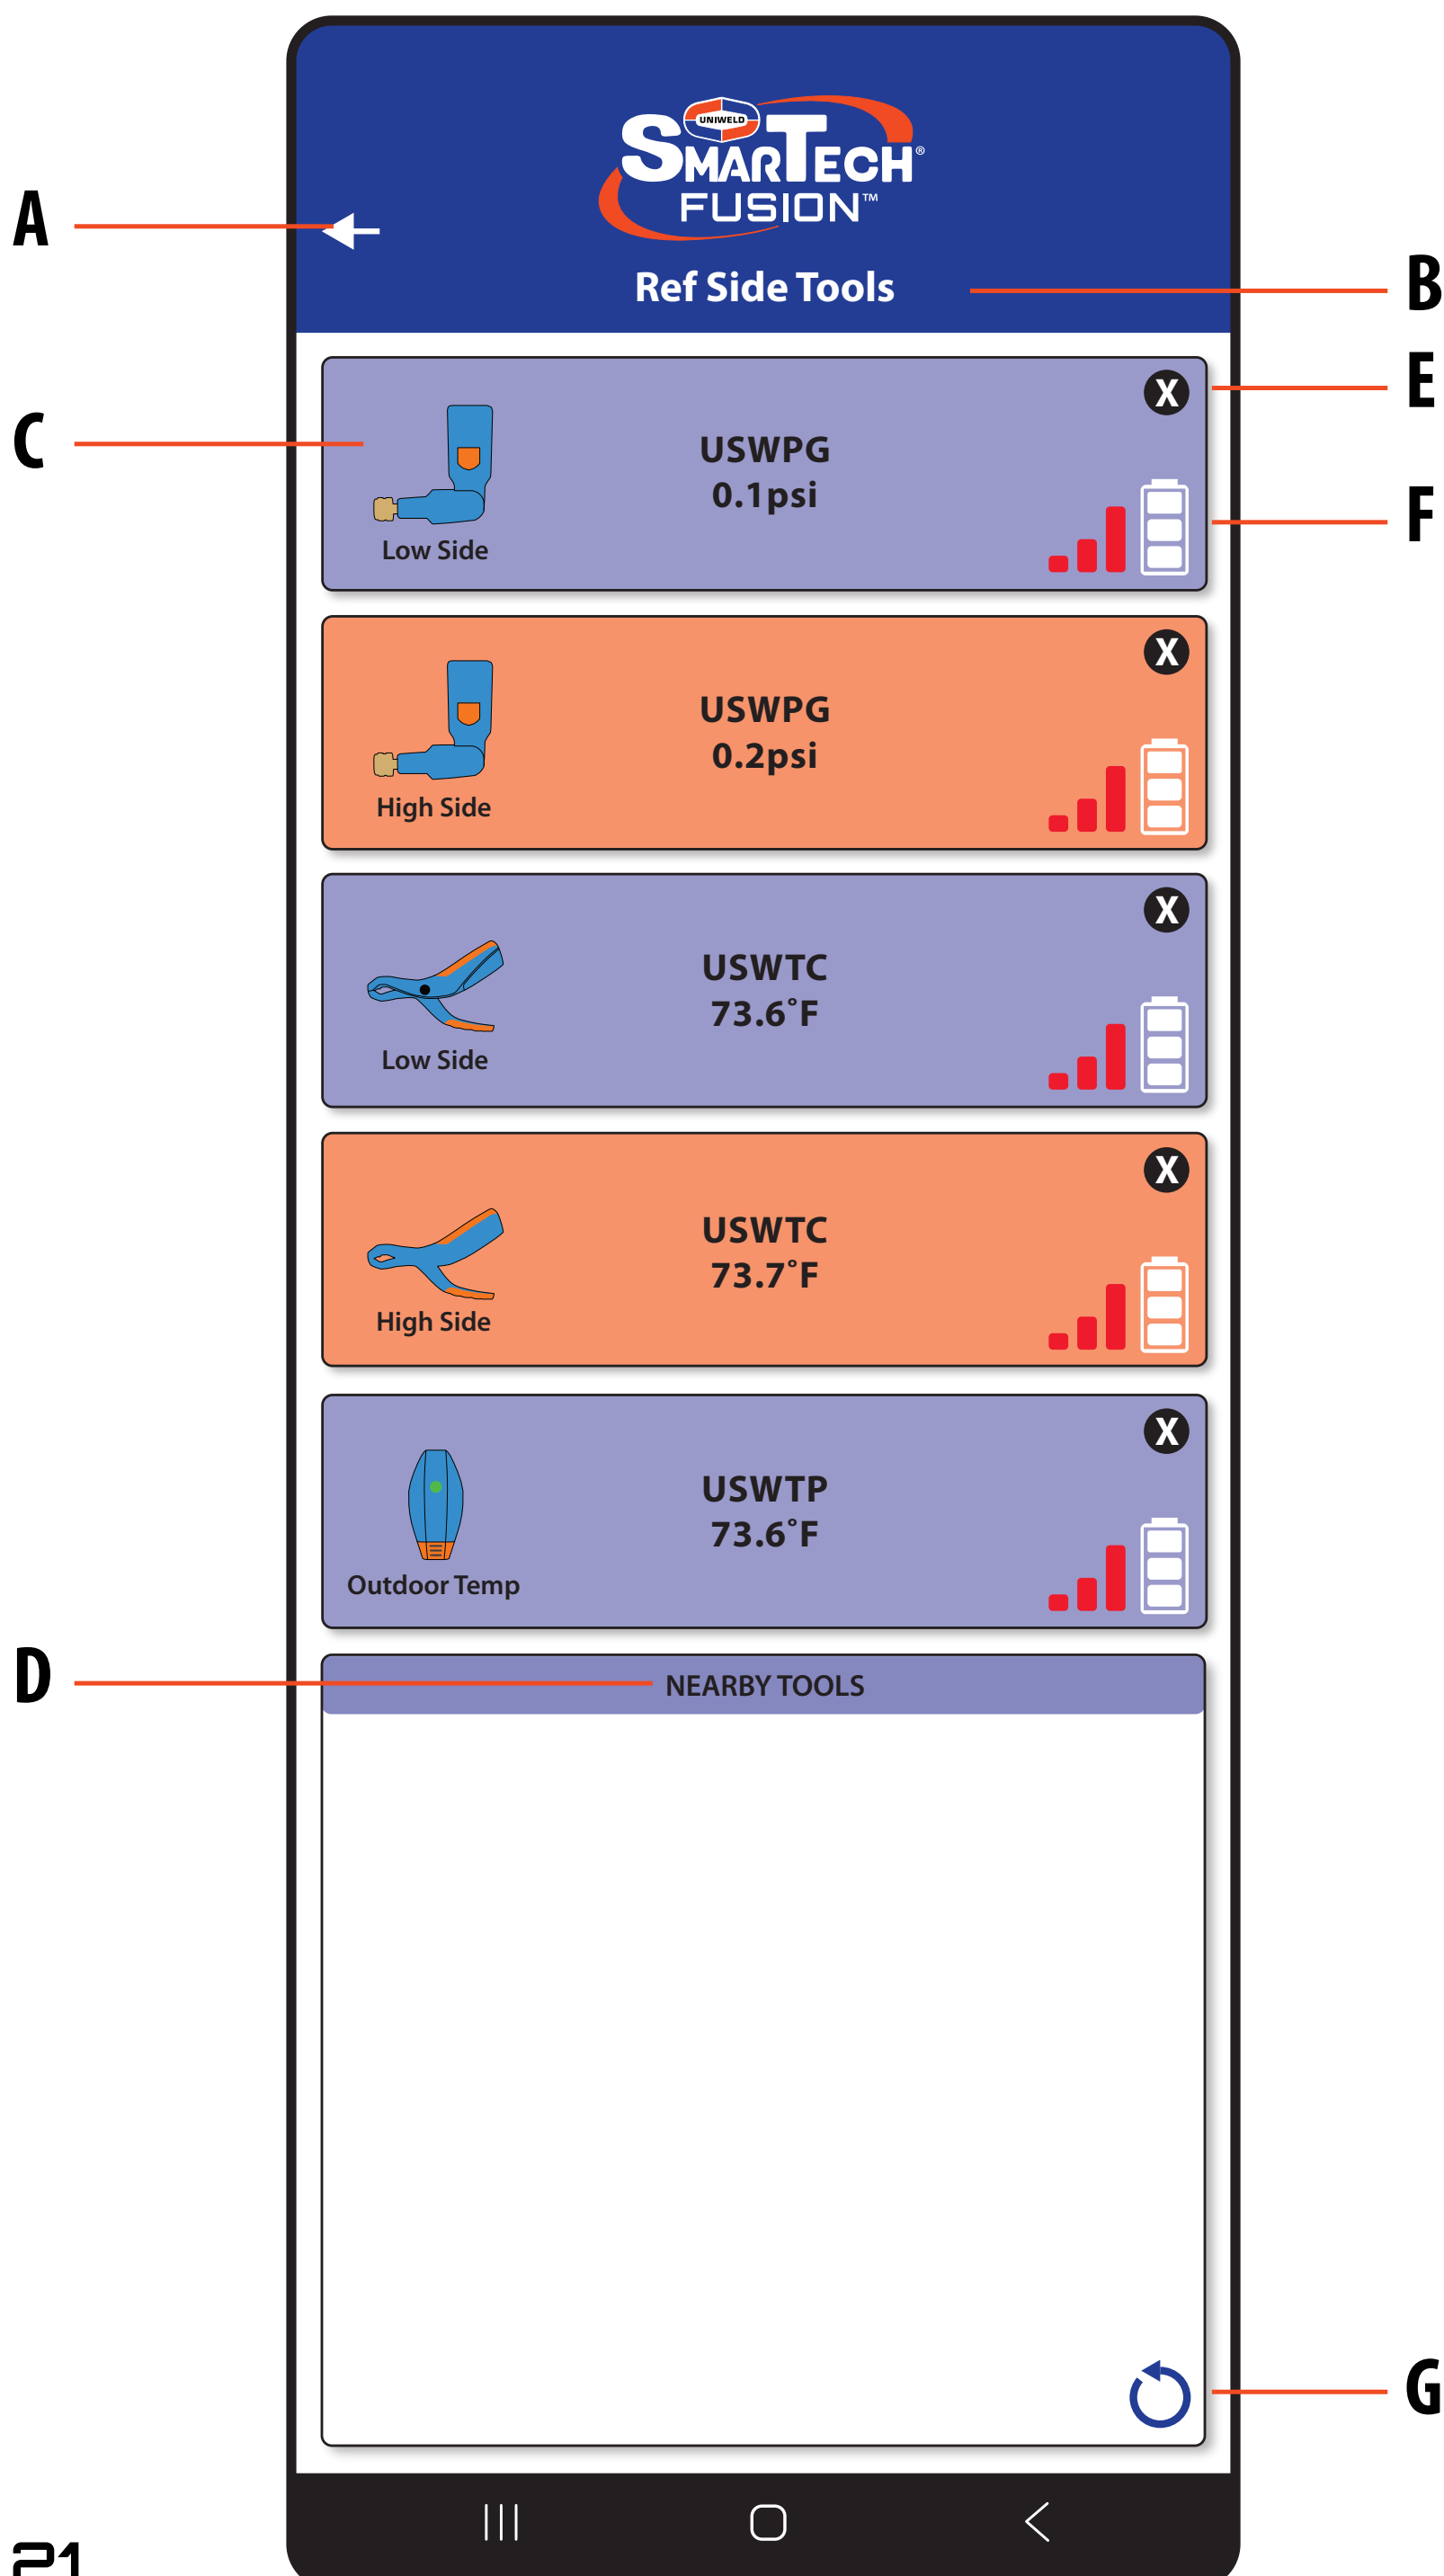 UNIWELD
SMARTECH®
FUSION™
A
Ref Side Tools
B
X
E
C
USWPG
0.1psi
F
Low Side
X
USWPG
0.2psi
High Side
X
USWTC
73.6°F
Low Side
X
USWTC
73.7°F
High Side
X
USWTP
73.6°F
Outdoor Temp
D
NEARBY TOOLS
G
21